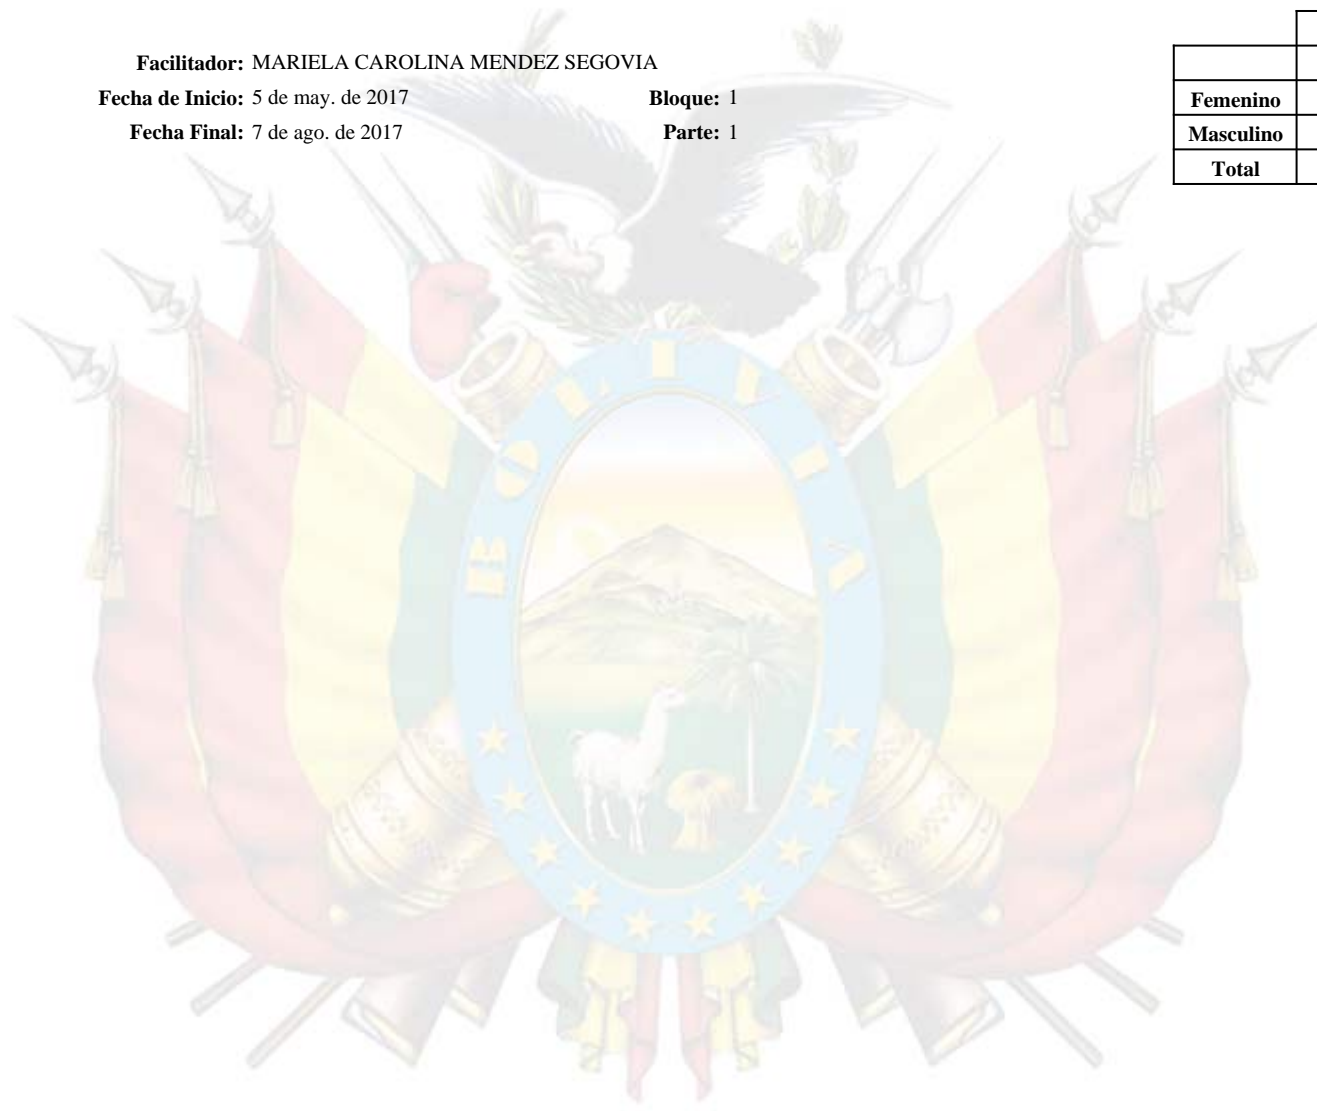 Facilitador: MARIELA CAROLINA MENDEZ SEGOVIA
Fecha de Inicio: 5 de may. de 2017 Bloque: 1
Fecha Final: 7 de ago. de 2017 Parte: 1
Femenino
Masculino
Total
BOLIVIA